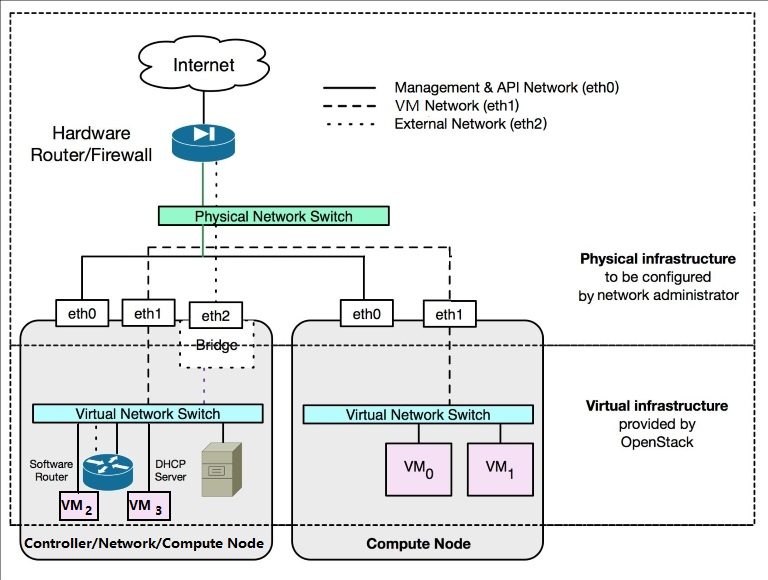 Internet
Management & API Network (eth0)
VM Network (eth1)
External Network (eth2)
Hardware
Router/Firewall
Physical Network Switch
Physical infrastructure
to be configured
by network administrator
eth0
eth1
eth2
eth0
eth1
Bridge
Virtual Network Switch
Virtual Network Switch
Virtual infrastructure
provided by
OpenStack
Software
Router
DHCP
Server
VM0
VM1
VM2
VM3
Controller/Network/Compute Node
Compute Node